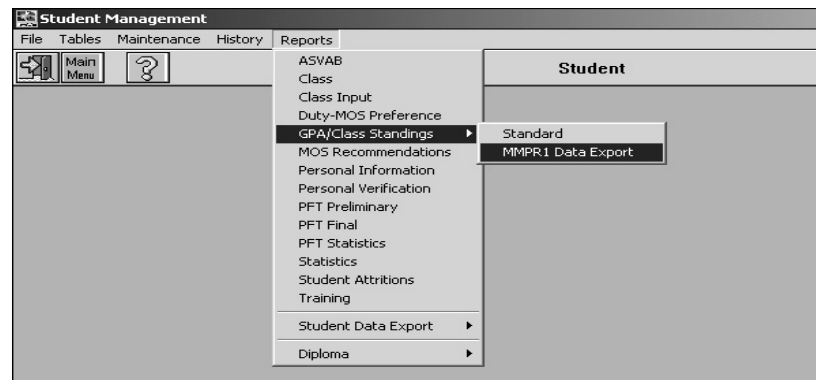 Student Management
File Tables Maintenance History Reports
Main
Menu
Student
ASVAB
Class
Class Input
Duty-MOS Preference
GPA/Class Standings
Standard
MOS Recommendations
MMPR1 Data Export
Personal Information
Personal Verification
PFT Preliminary
PFT Final
PFT Statistics
Statistics
Student Attritions
Training
Student Data Export
Diploma